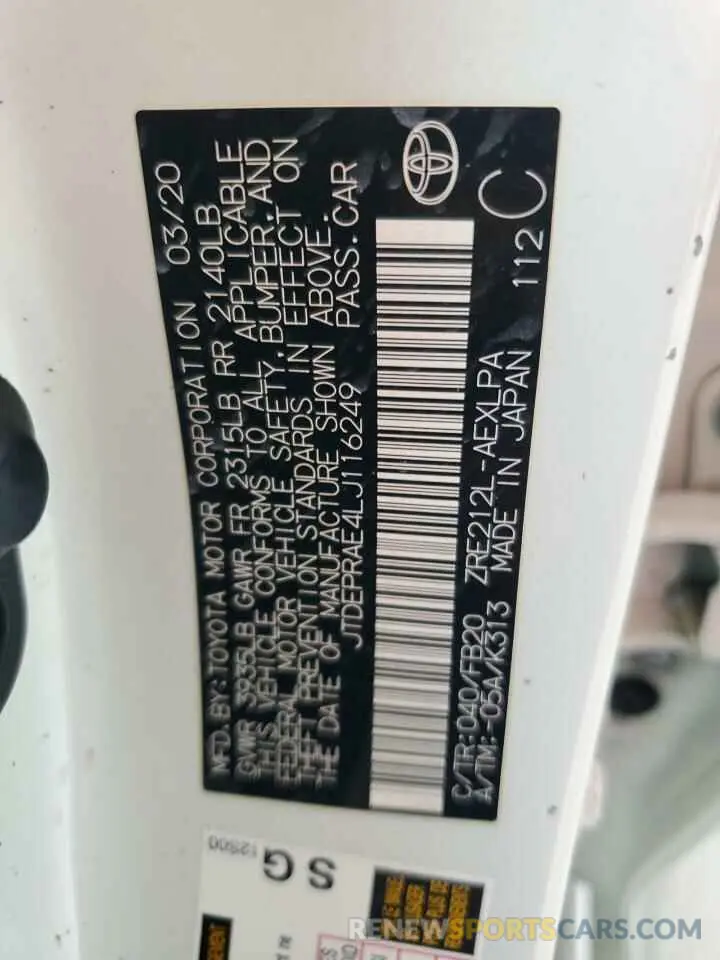 MFD. BY: TOYOTA MOTOR CORPORATION 03/20
GVWR 3935LB GAWR FR 2315LB RR 2140LB
THIS VEHICLE CONFORMS TO ALL APPLICABLE
FEDERAL MOTOR VEHICLE SAFETY, BUMPER, AND
THEFT PREVENTION STANDARDS IN EFFECT ON
THE DATE OF MANUFACTURE SHOWN ABOVE.
JTDEPRAE4LJ116249 PASS. CAR
C/TR: 040/FB20 ZRE212L-AEXLPA
A/TM: -05A/K313 MADE IN JAPAN
112 C
12S00
S G
RENEWSPORTSCARS.COM